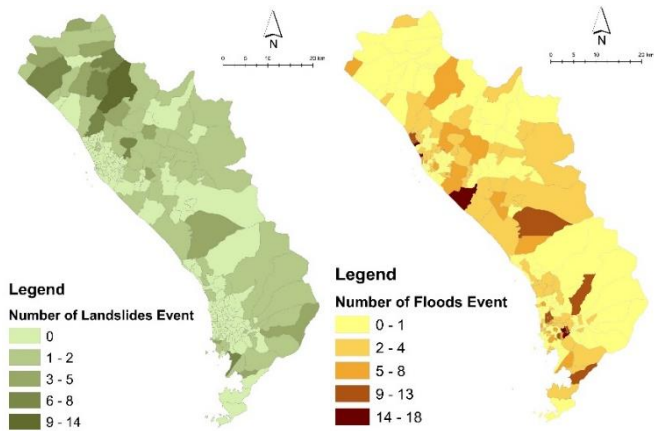 N
0 5 10 20 km
Legend
Number of Landslides Event
0
1 - 2
3 - 5
6 - 8
9 - 14
N
0 2.5 5 10 20 km
Legend
Number of Floods Event
0 - 1
2 - 4
5 - 8
9 - 13
14 - 18